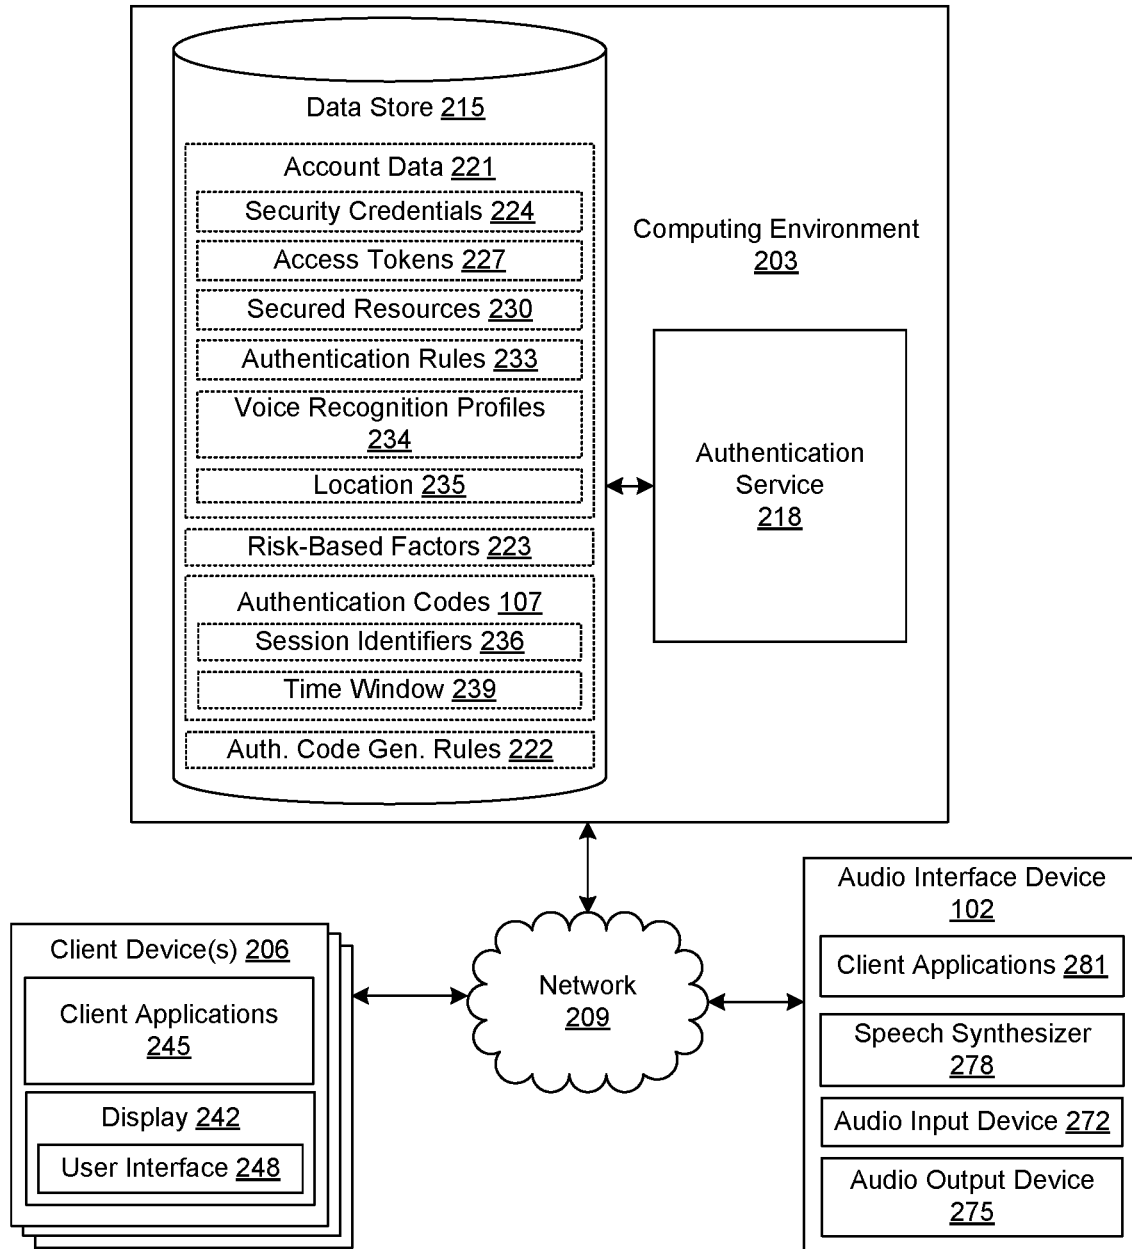 Data Store 215
Account Data 221
Security Credentials 224
Access Tokens 227
Secured Resources 230
Authentication Rules 233
Voice Recognition Profiles
234
Location 235
Risk-Based Factors 223
Authentication Codes 107
Session Identifiers 236
Time Window 239
Auth. Code Gen. Rules 222
Computing Environment
203
Authentication
Service
218
Client Device(s) 206
Client Applications
245
Display 242
User Interface 248
Network
209
Audio Interface Device
102
Client Applications 281
Speech Synthesizer
278
Audio Input Device 272
Audio Output Device
275